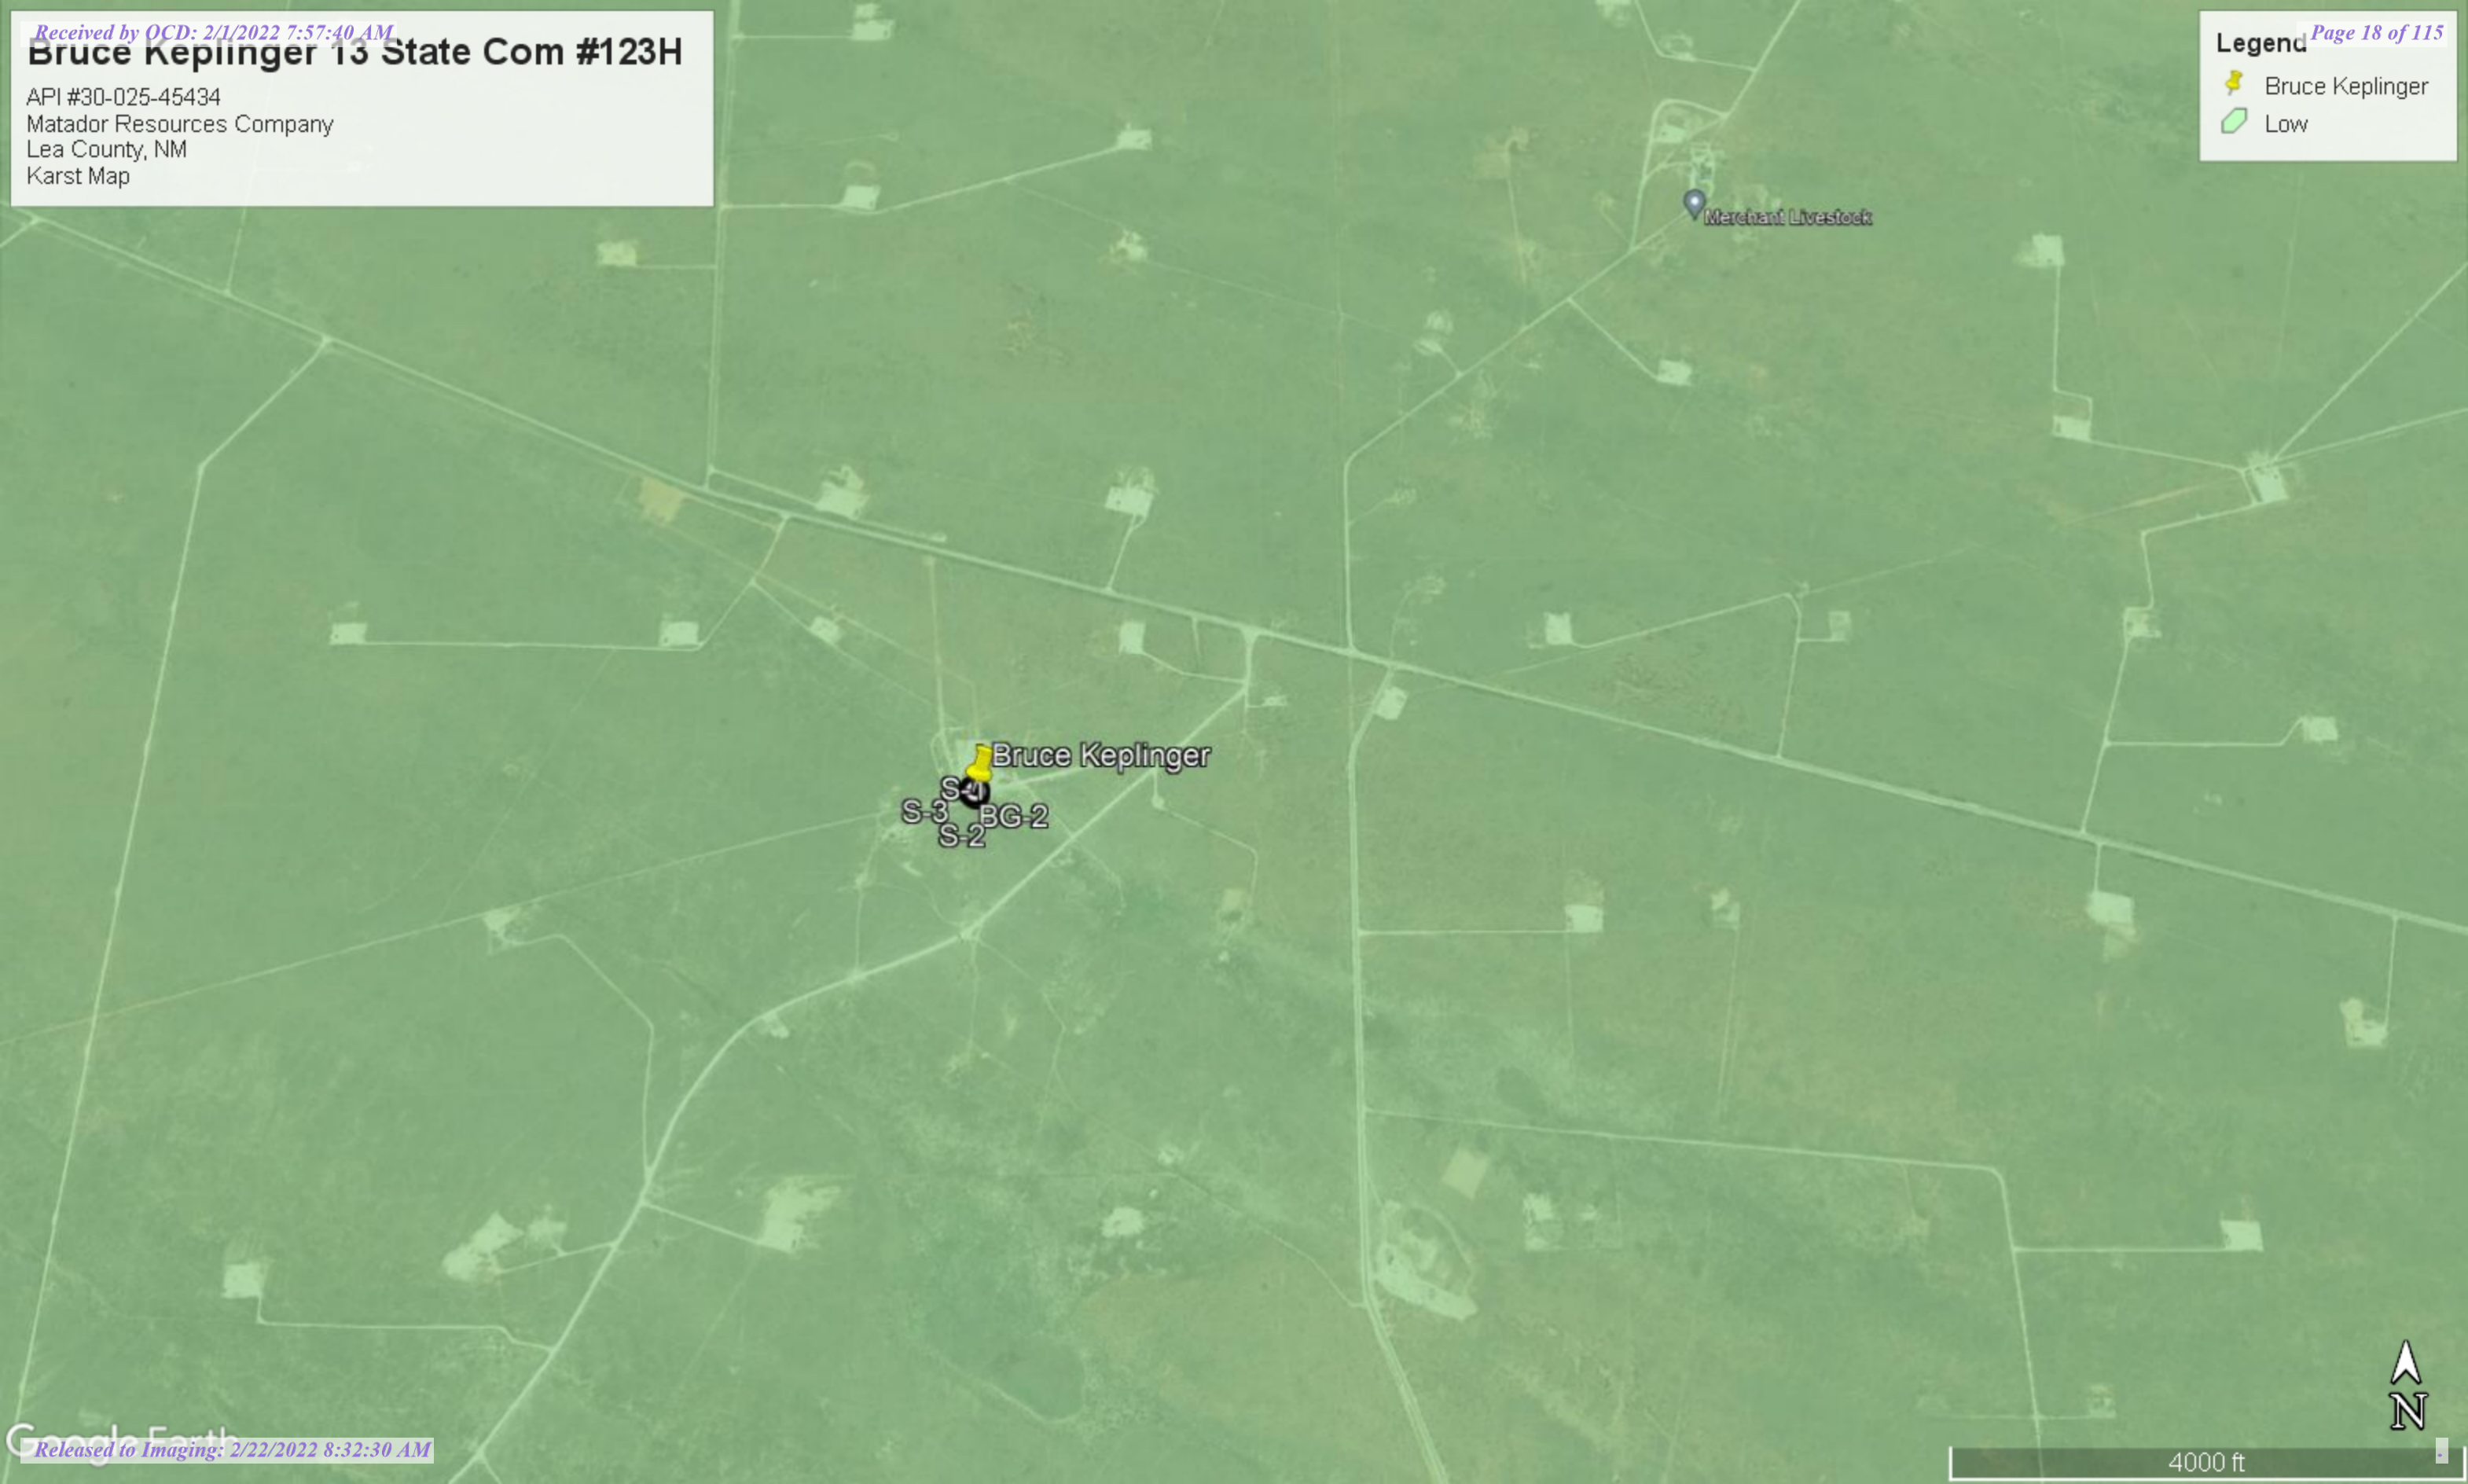 Received by OCD: 2/1/2022 7:57:40 AM
Bruce Keplinger 13 State Com #123H
API #30-025-45434
Matador Resources Company
Lea County, NM
Karst Map
Page 18 of 115
Legend
Bruce Keplinger
Low
Merchant Livestock
Bruce Keplinger
S-3
BG-2
S-2
N
Google Earth
Released to Imaging: 2/22/2022 8:32:30 AM
4000 ft